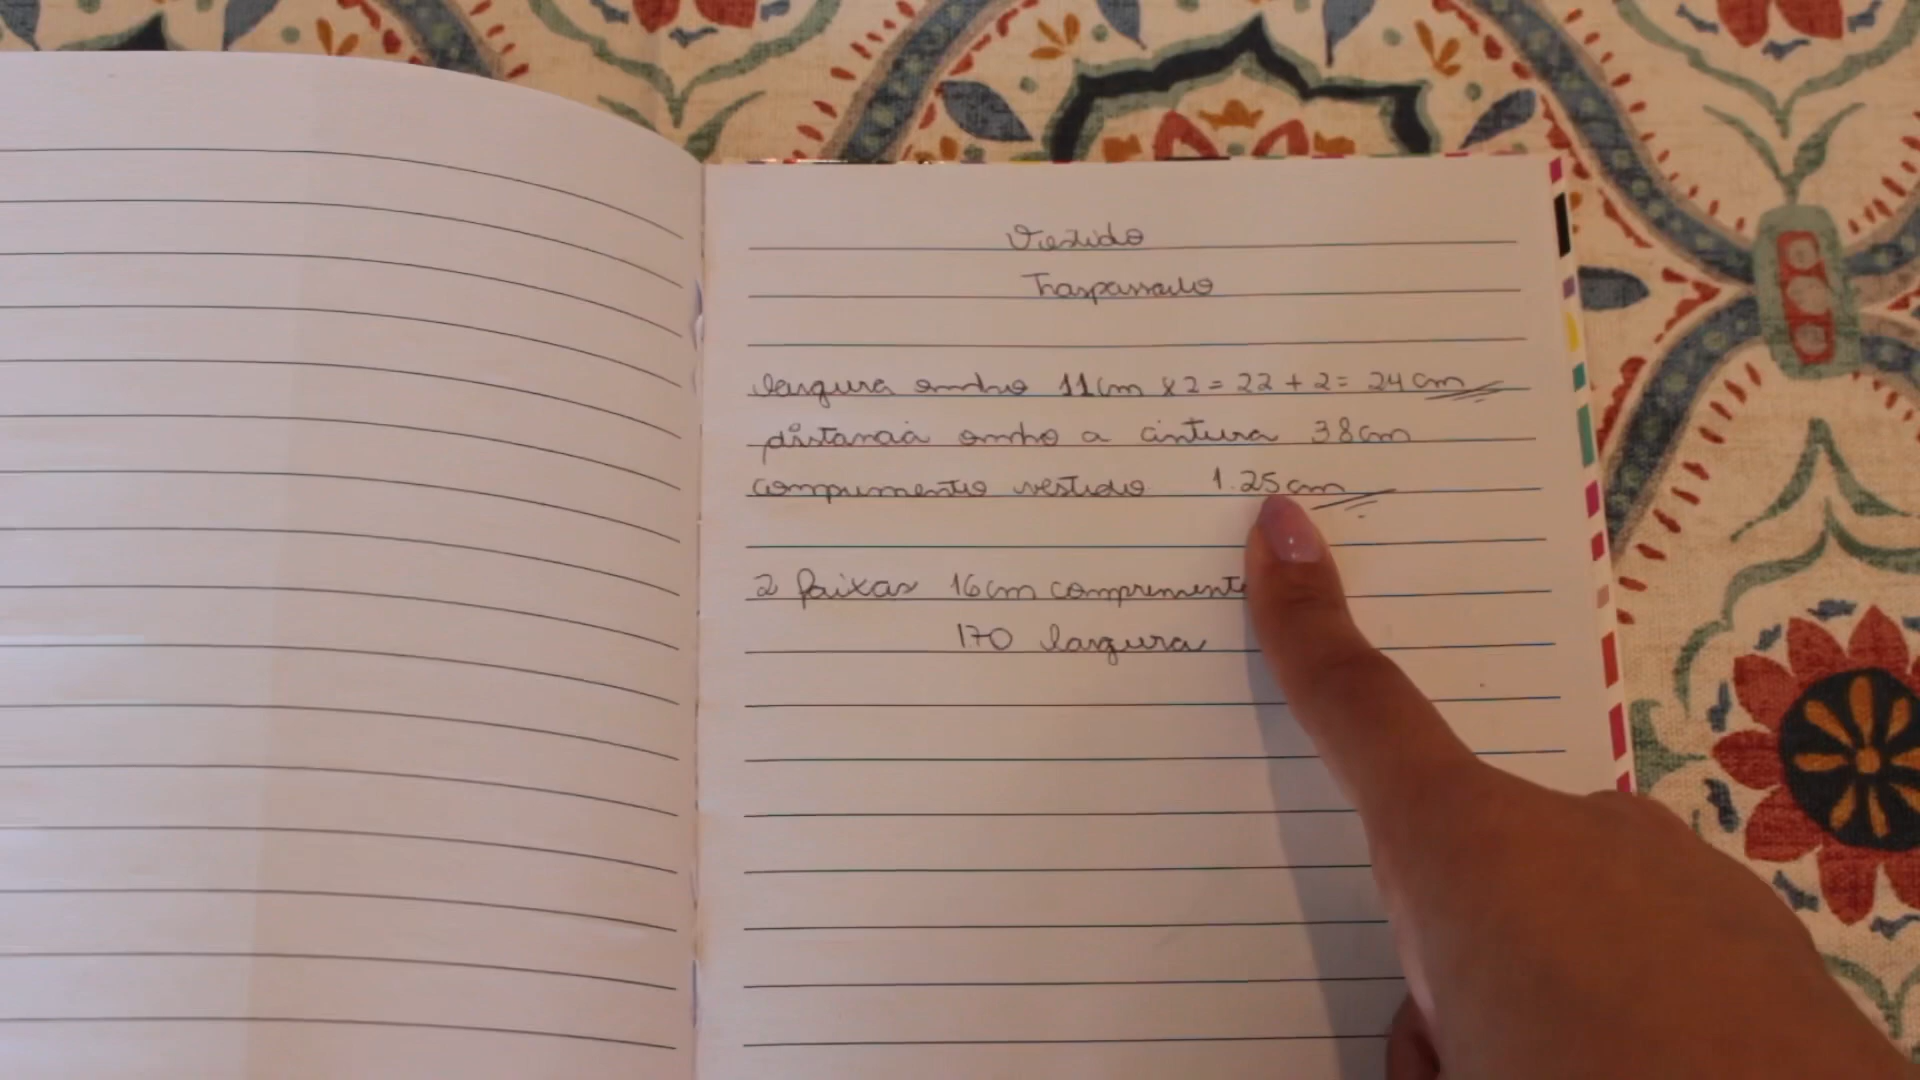 Vestido
Traspassado
largura ombro 11cm x2 = 22 + 2 = 24cm
distancia ombro a cintura 38cm
comprimento vestido 1.25cm
2 faixas 16cm comprimento
170 largura